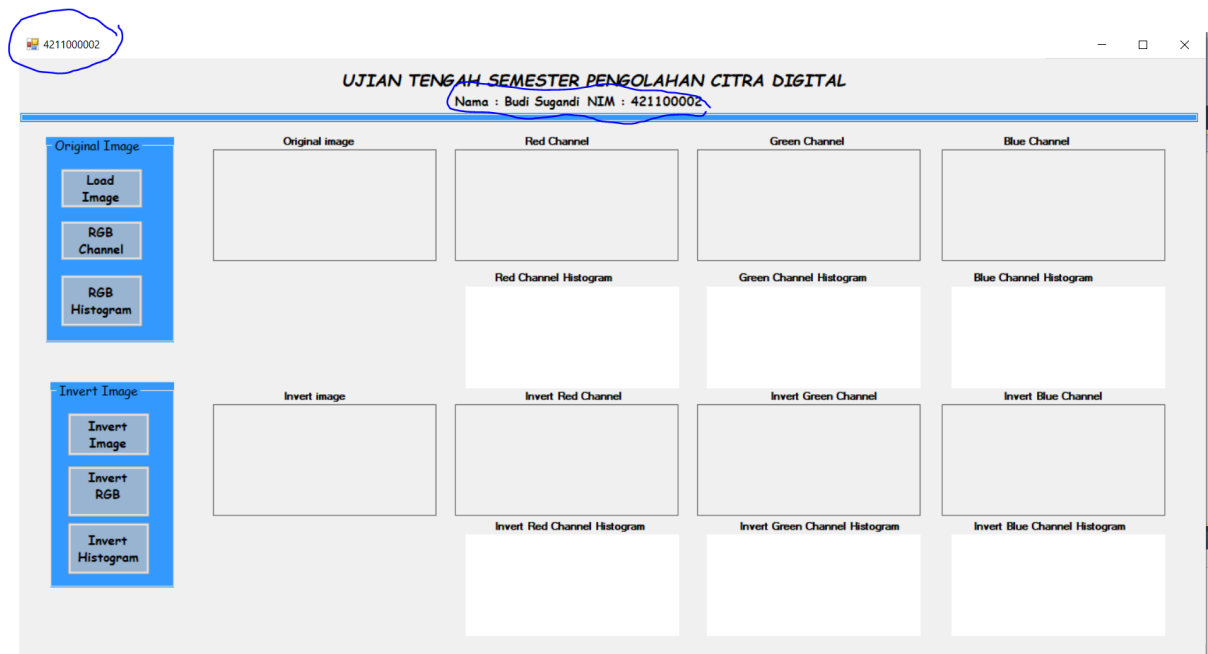 4211000002
UJIAN TENGAH SEMESTER PENGOLAHAN CITRA DIGITAL
Nama : Budi Sugandi NIM : 421100002
Original Image
Load
Image
RGB
Channel
RGB
Histogram
Original image
Red Channel
Green Channel
Blue Channel
Red Channel Histogram
Green Channel Histogram
Blue Channel Histogram
Invert Image
Invert
Image
Invert
RGB
Invert
Histogram
Invert image
Invert Red Channel
Invert Green Channel
Invert Blue Channel
Invert Red Channel Histogram
Invert Green Channel Histogram
Invert Blue Channel Histogram